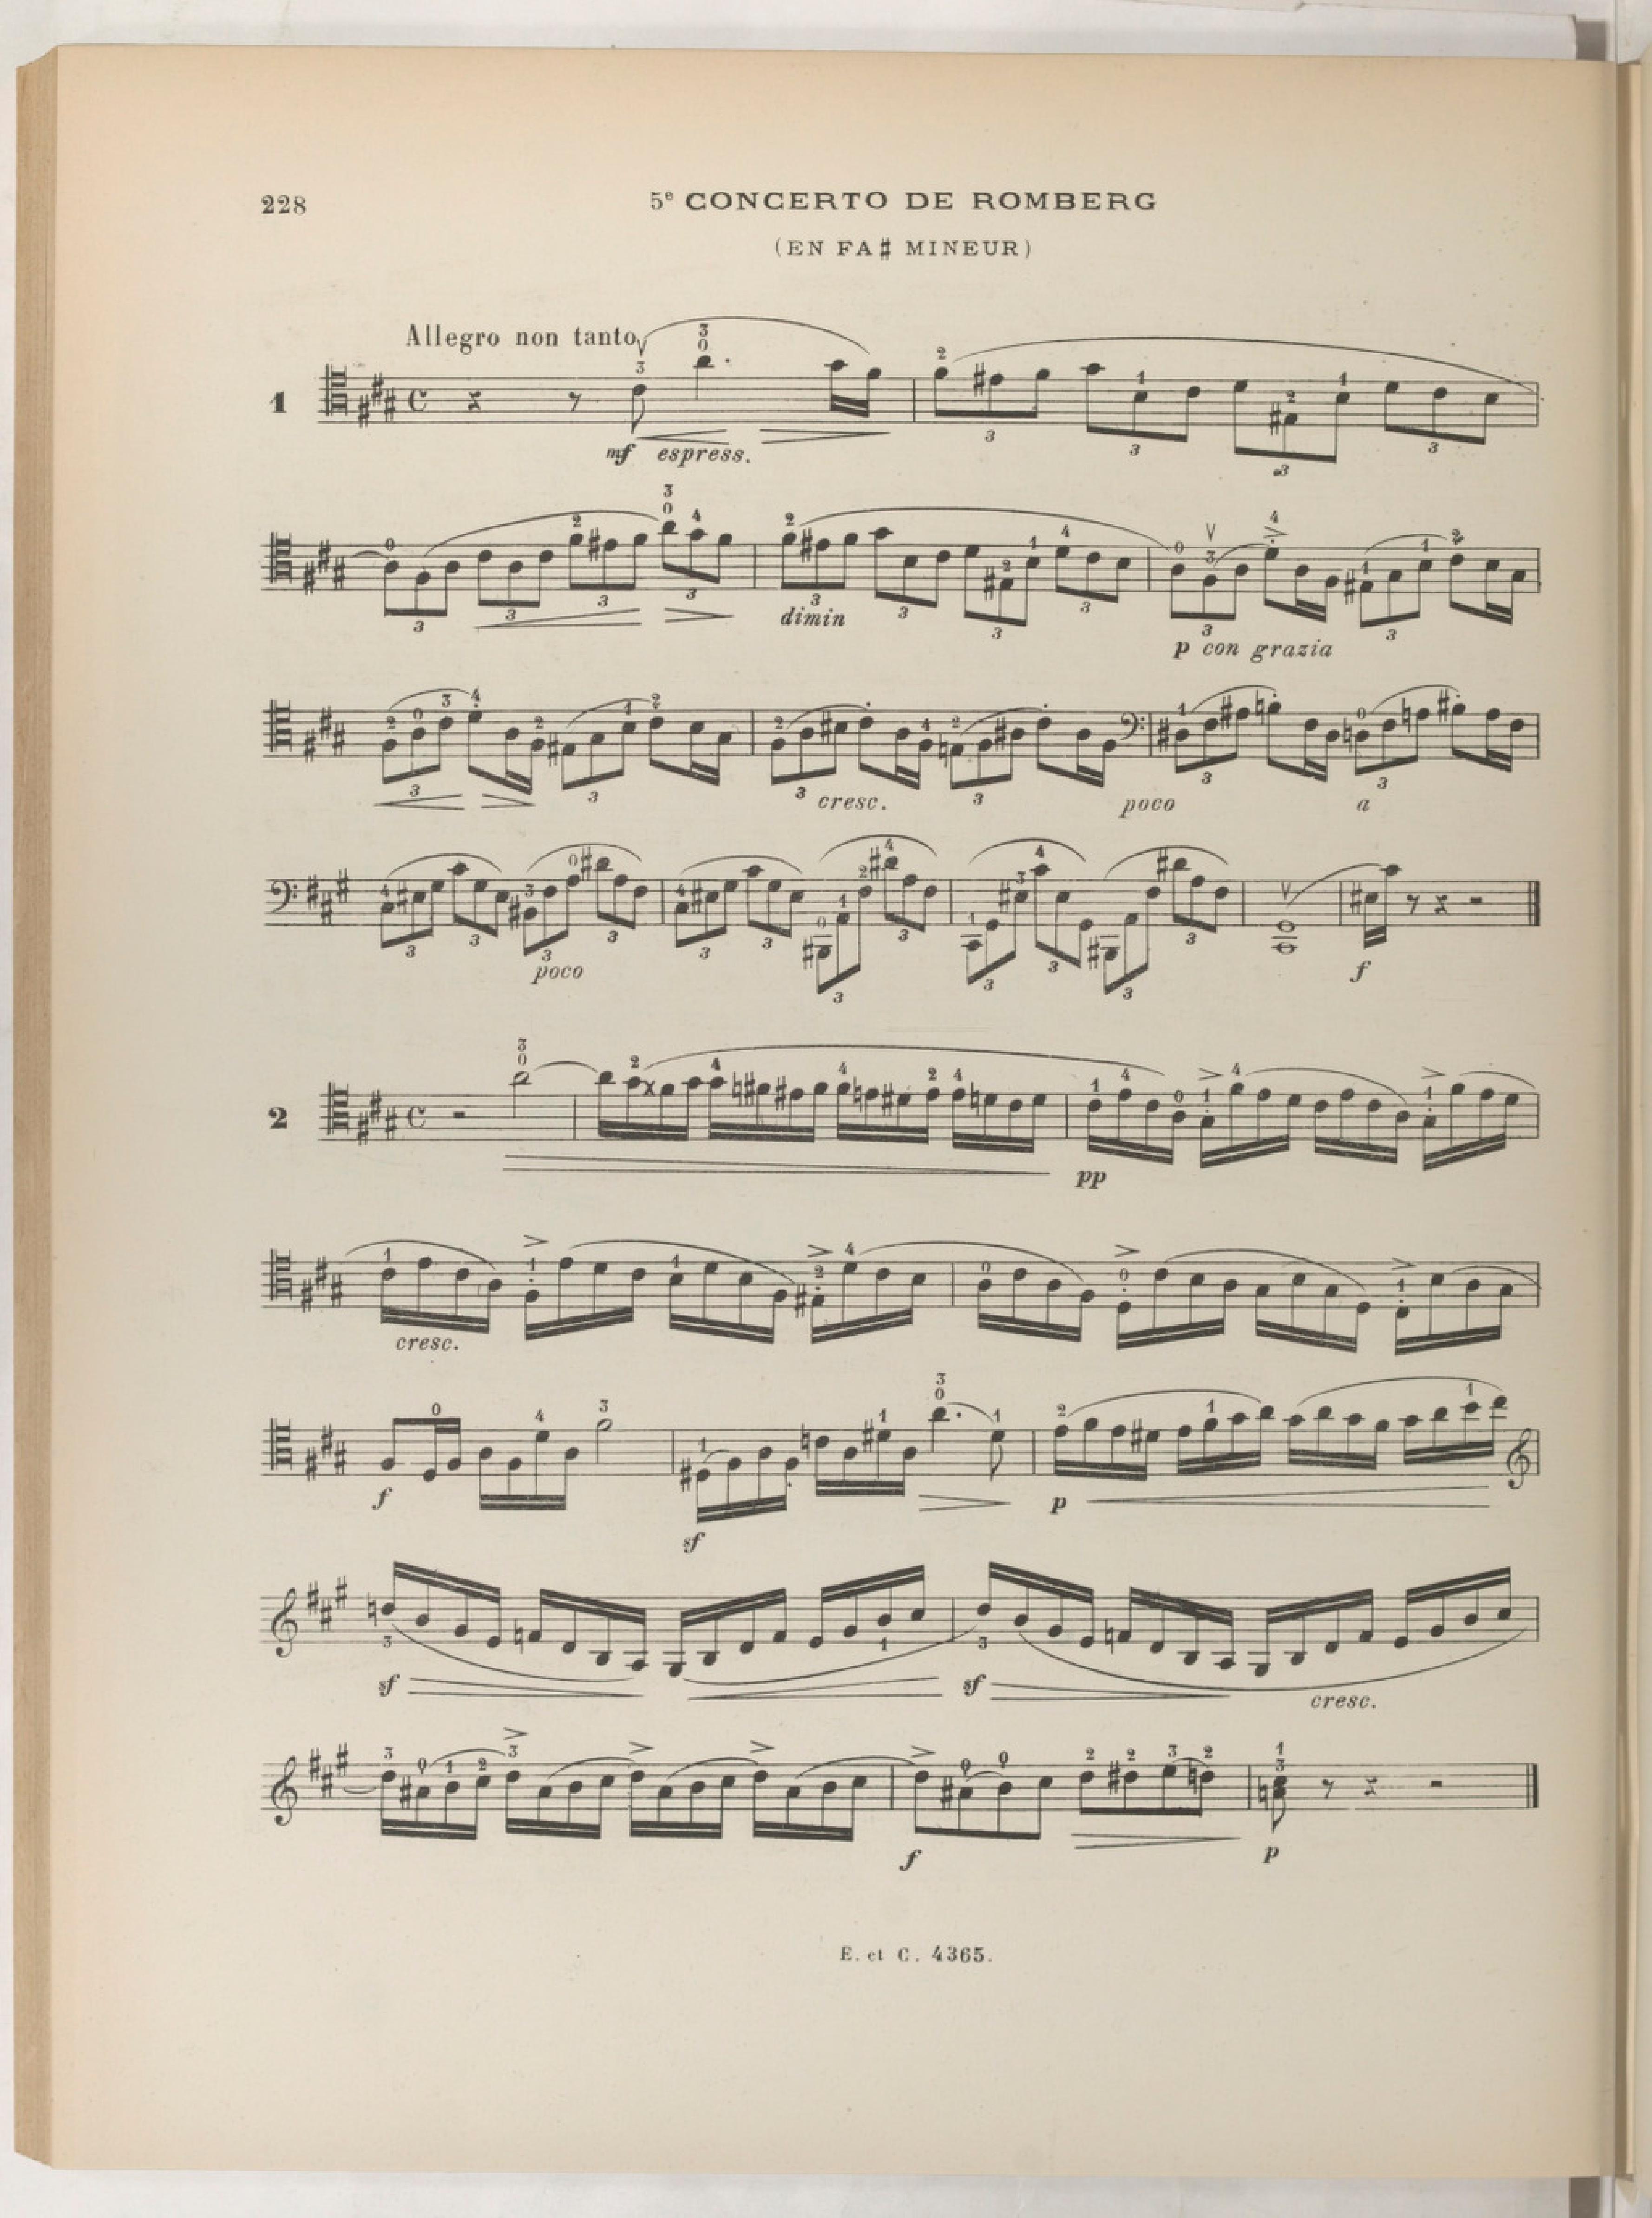 228
5e CONCERTO DE ROMBERG
(EN FA♯ MINEUR)
Allegro non tanto
1
mf espress.
dimin
p con grazia
cresc. poco a
poco f
2
pp
cresc.
f sf p
sf sf cresc.
f p
E. et C. 4365.